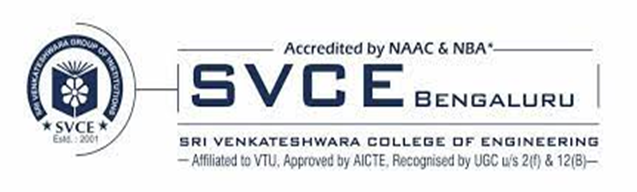 SRI VENKATESHWARA GROUP OF INSTITUTIONS
★ SVCE ★
Estd. : 2001
Accredited by NAAC & NBA*
SVCE BENGALURU
SRI VENKATESHWARA COLLEGE OF ENGINEERING
Affiliated to VTU, Approved by AICTE, Recognised by UGC u/s 2(f) & 12(B)